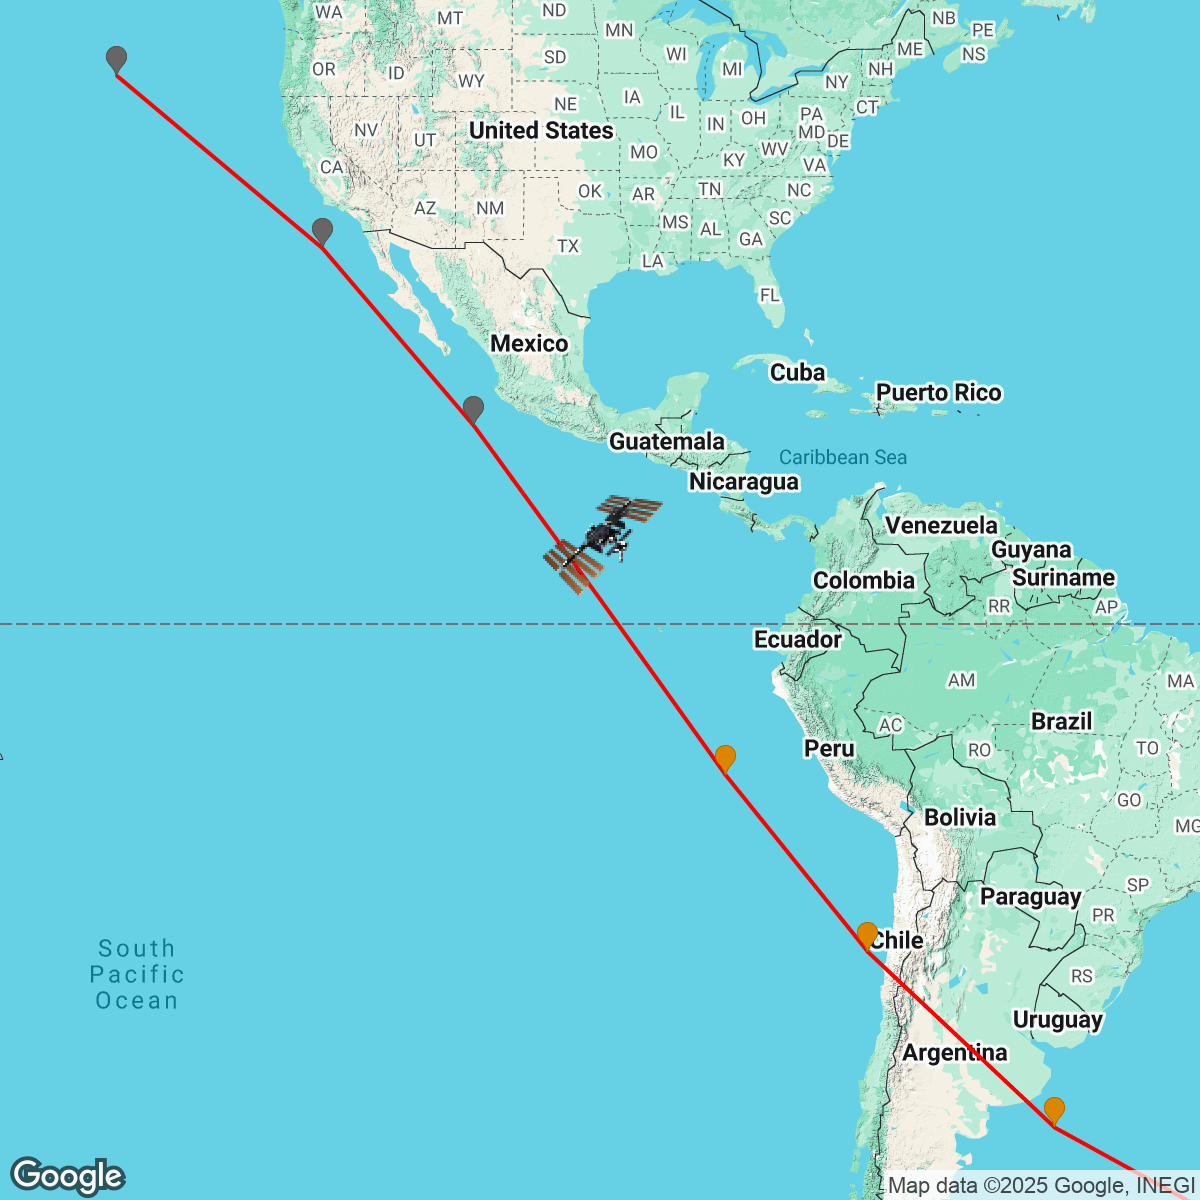 WA
MT
ND
MN
NB
PE
OR
ID
SD
WI
MI
ME
NS
WY
NH
NY
NE
IA
IL
IN
OH
PA
CT
NV
UT
United States
MD
DE
CA
MO
KY
WV
VA
AZ
NM
OK
AR
TN
NC
MS
AL
SC
TX
GA
LA
FL
Mexico
Cuba
Puerto Rico
Guatemala
Caribbean Sea
Nicaragua
Venezuela
Guyana
Colombia
Suriname
RR
AP
Ecuador
AM
MA
AC
Brazil
Peru
RO
TO
GO
Bolivia
MG
Paraguay
SP
PR
Chile
South
Pacific
Ocean
RS
Uruguay
Argentina
Google
Map data ©2025 Google, INEGI